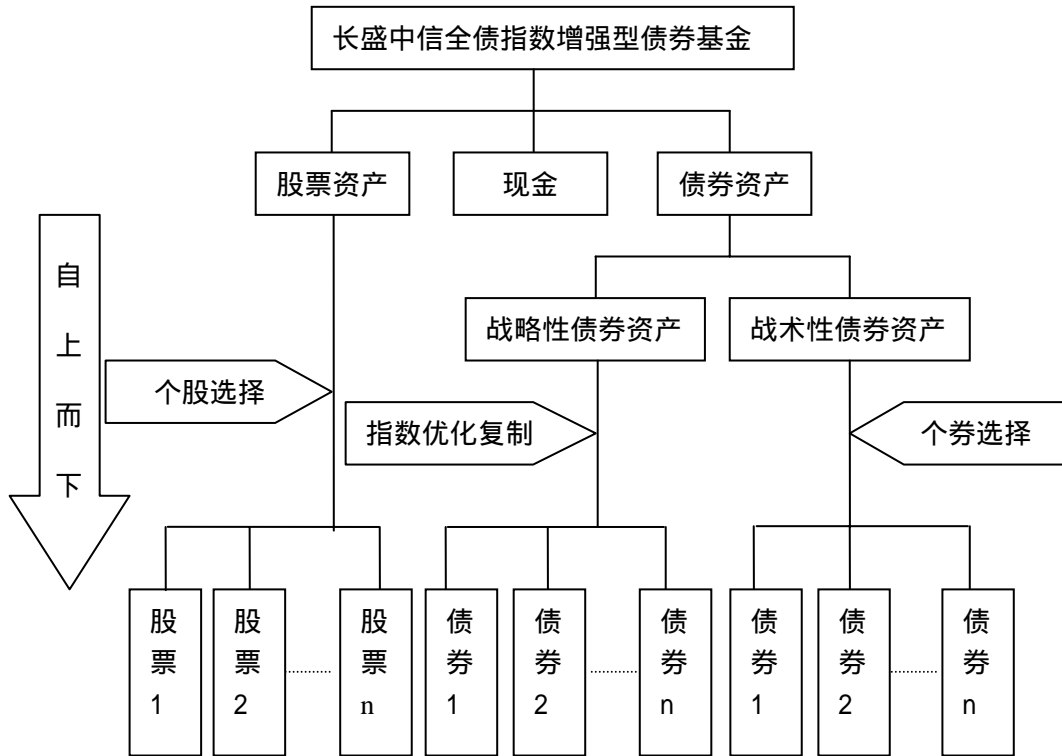 长盛中信全债指数增强型债券基金
股票资产
现金
债券资产
自上而下
战略性债券资产
战术性债券资产
个股选择
指数优化复制
个券选择
股票1
股票2
股票n
债券1
债券2
债券n
债券1
债券2
债券n